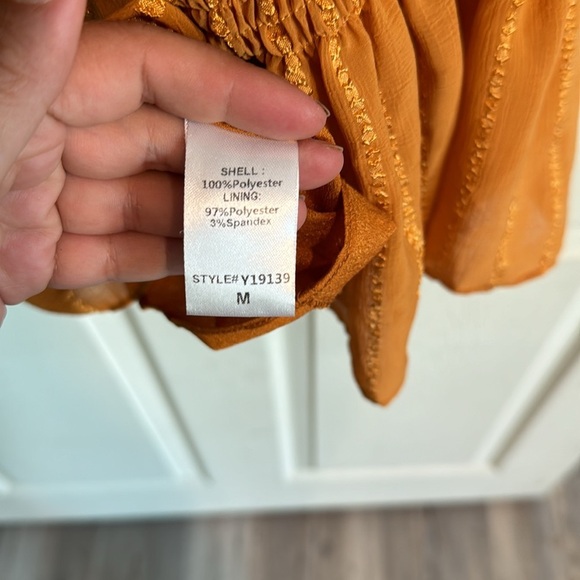 SHELL :
100%Polyester
LINING:
97%Polyester
3%Spandex
STYLE# Y19139
M